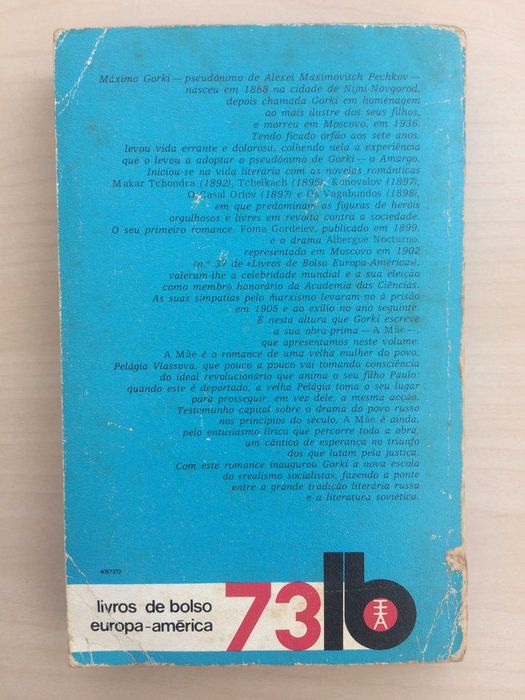 Máximo Gorki — pseudónimo de Alexei Maximovitch Pechkov —
nasceu em 1868 na cidade de Nijni-Novgorod,
depois chamada Gorki em homenagem
ao mais ilustre dos seus filhos,
e morreu em Moscovo, em 1936.
Tendo ficado órfão aos sete anos,
levou vida errante e dolorosa, colhendo nela a experiência
que o levou a adoptar o pseudónimo de Gorki — o Amargo.
Iniciou-se na vida literária com as novelas românticas
Makar Tchondra (1892), Tchelkach (1895), Konovalov (1897),
O Casal Orlov (1897) e Os Vagabundos (1898),
em que predominam as figuras de heróis
orgulhosos e livres em revolta contra a sociedade.
O seu primeiro romance, Foma Gordeiev, publicado em 1899,
e o drama Albergue Nocturno,
representado em Moscovo em 1902
(n.º 37 de «Livros de Bolso Europa-América»),
valeram-lhe a celebridade mundial e a sua eleição
como membro honorário da Academia das Ciências.
As suas simpatias pelo marxismo levaram-no à prisão
em 1905 e ao exílio no ano seguinte.
É nesta altura que Gorki escreve
a sua obra-prima — A Mãe —,
que apresentamos neste volume.
A Mãe é o romance de uma velha mulher do povo,
Pelágia Vlassova, que pouco a pouco vai tomando consciência
do ideal revolucionário que anima o seu filho Paulo:
quando este é deportado, a velha Pelágia toma o seu lugar
para prosseguir, em vez dele, a mesma acção.
Testemunho capital sobre o drama do povo russo
nos princípios do século, A Mãe é ainda,
pelo entusiasmo lírico que percorre toda a obra,
um cântico de esperança no triunfo
dos que lutam pela justiça.
Com este romance inaugurou Gorki a nova escola
do «realismo socialista», fazendo a ponte
entre a grande tradição literária russa
e a literatura soviética.
livros de bolso
europa-américa
73
lb